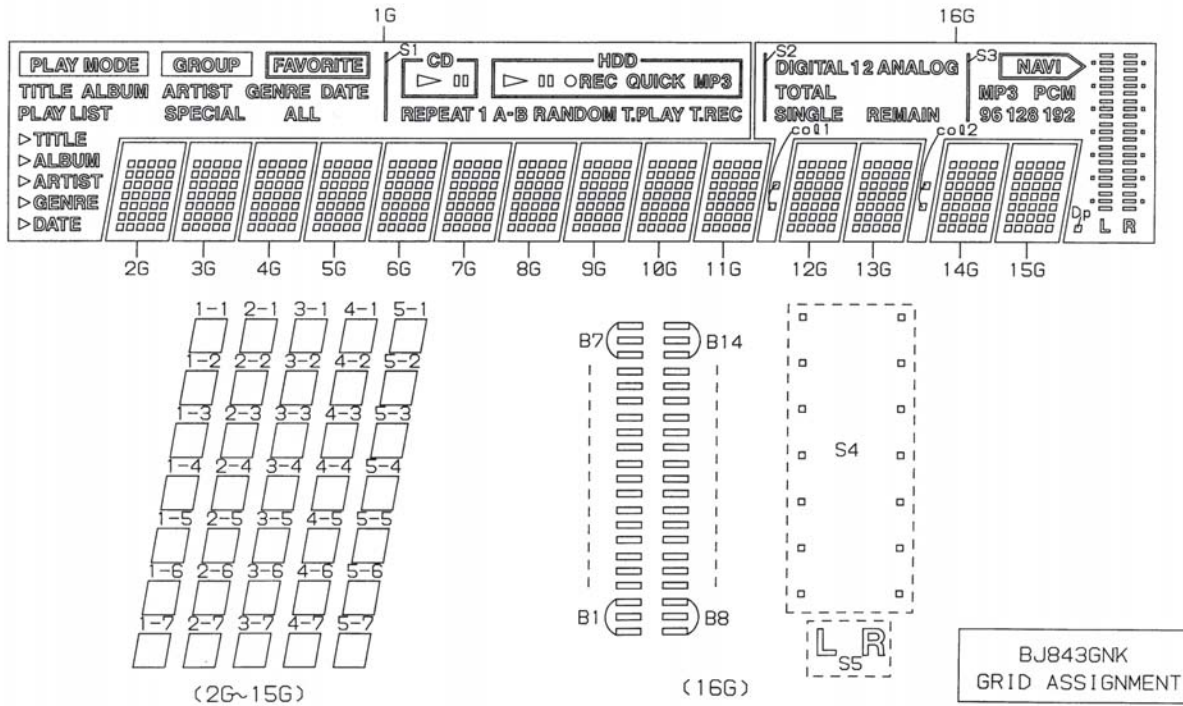 1G 16G
PLAY MODE GROUP FAVORITE S1 CD HDD S2 DIGITAL 1 2 ANALOG S3 NAVI
▷ II ▷ II ○REC QUICK MP3
TITLE ALBUM ARTIST GENRE DATE TOTAL MP3 PCM
PLAY LIST SPECIAL ALL REPEAT 1 A-B RANDOM T.PLAY T.REC SINGLE REMAIN 96 128 192
▷TITLE col1 col2
▷ALBUM
▷ARTIST
▷GENRE
▷DATE Dp L R
2G 3G 4G 5G 6G 7G 8G 9G 10G 11G 12G 13G 14G 15G
1-1 2-1 3-1 4-1 5-1
1-2 2-2 3-2 4-2 5-2
1-3 2-3 3-3 4-3 5-3
1-4 2-4 3-4 4-4 5-4
1-5 2-5 3-5 4-5 5-5
1-6 2-6 3-6 4-6 5-6
1-7 2-7 3-7 4-7 5-7
(2G~15G)
B7 B14
B1 B8
(16G)
S4
L R
S5
BJ843GNK
GRID ASSIGNMENT